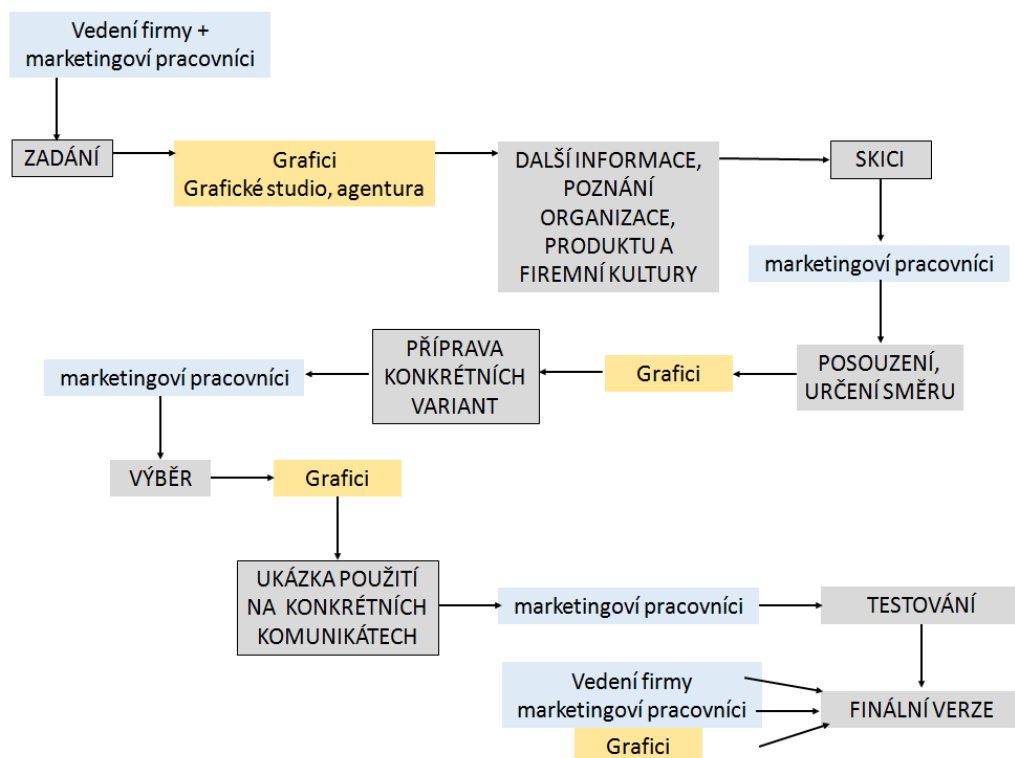 Vedení firmy +
marketingoví pracovníci
ZADÁNÍ
Grafici
Grafické studio, agentura
DALŠÍ INFORMACE,
POZNÁNÍ
ORGANIZACE,
PRODUKTU A
FIREMNÍ KULTURY
SKICI
marketingoví pracovníci
POSOUZENÍ,
URČENÍ SMĚRU
Grafici
PŘÍPRAVA
KONKRÉTNÍCH
VARIANT
marketingoví pracovníci
VÝBĚR
Grafici
UKÁZKA POUŽITÍ
NA KONKRÉTNÍCH
KOMUNIKÁTECH
marketingoví pracovníci
TESTOVÁNÍ
Vedení firmy
marketingoví pracovníci
Grafici
FINÁLNÍ VERZE